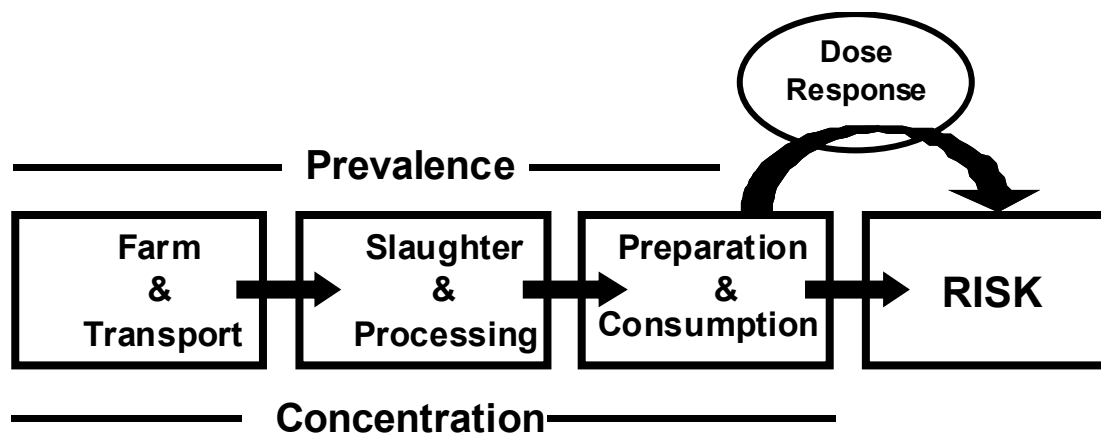 Dose
Response
Prevalence
Farm
&
Transport
Slaughter
&
Processing
Preparation
&
Consumption
RISK
Concentration